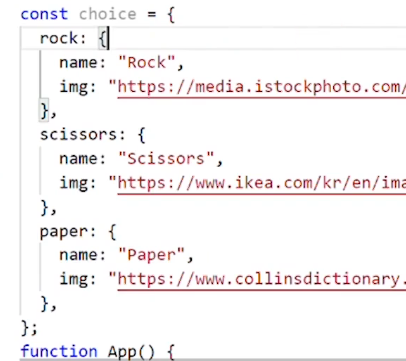 const choice = {
rock: {
name: "Rock",
img: "https://media.istockphoto.com/
},
scissors: {
name: "Scissors",
img: "https://www.ikea.com/kr/en/ima
},
paper: {
name: "Paper",
img: "https://www.collinsdictionary.
},
};
function App() {